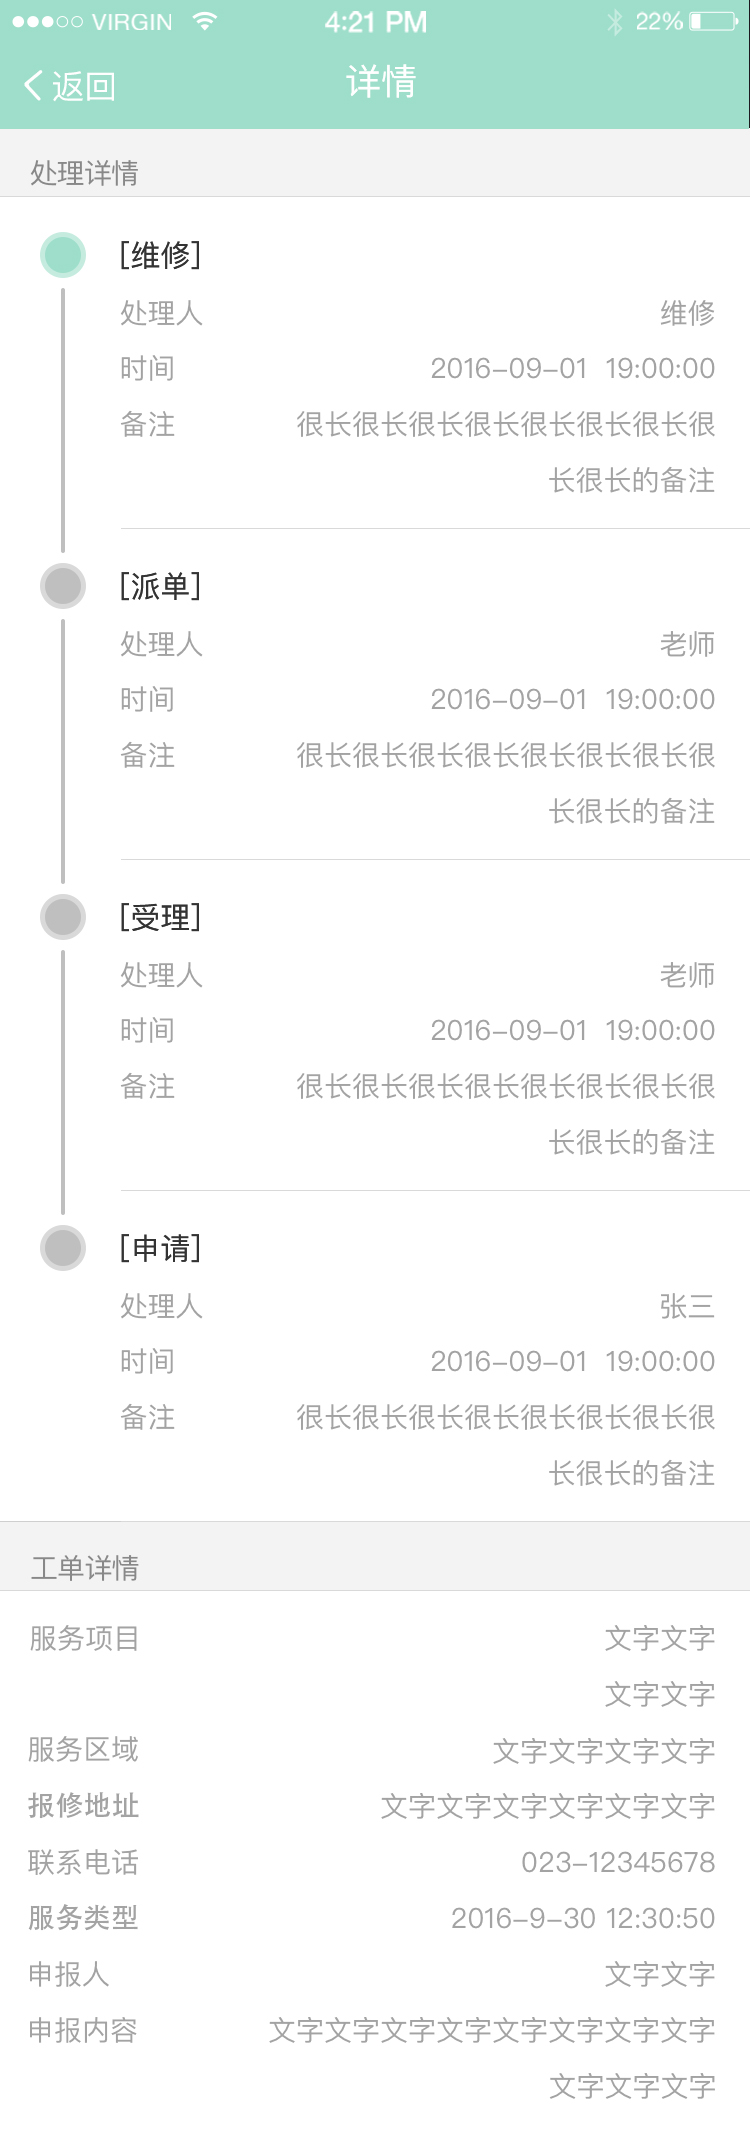 VIRGIN 4:21 PM 22%
返回 详情
处理详情
[维修]
处理人 维修
时间 2016-09-01 19:00:00
备注 很长很长很长很长很长很长很长很
长很长的备注
[派单]
处理人 老师
时间 2016-09-01 19:00:00
备注 很长很长很长很长很长很长很长很
长很长的备注
[受理]
处理人 老师
时间 2016-09-01 19:00:00
备注 很长很长很长很长很长很长很长很
长很长的备注
[申请]
处理人 张三
时间 2016-09-01 19:00:00
备注 很长很长很长很长很长很长很长很
长很长的备注
工单详情
服务项目 文字文字
文字文字
服务区域 文字文字文字文字
报修地址 文字文字文字文字文字文字
联系电话 023-12345678
服务类型 2016-9-30 12:30:50
申报人 文字文字
申报内容 文字文字文字文字文字文字文字文字
文字文字文字